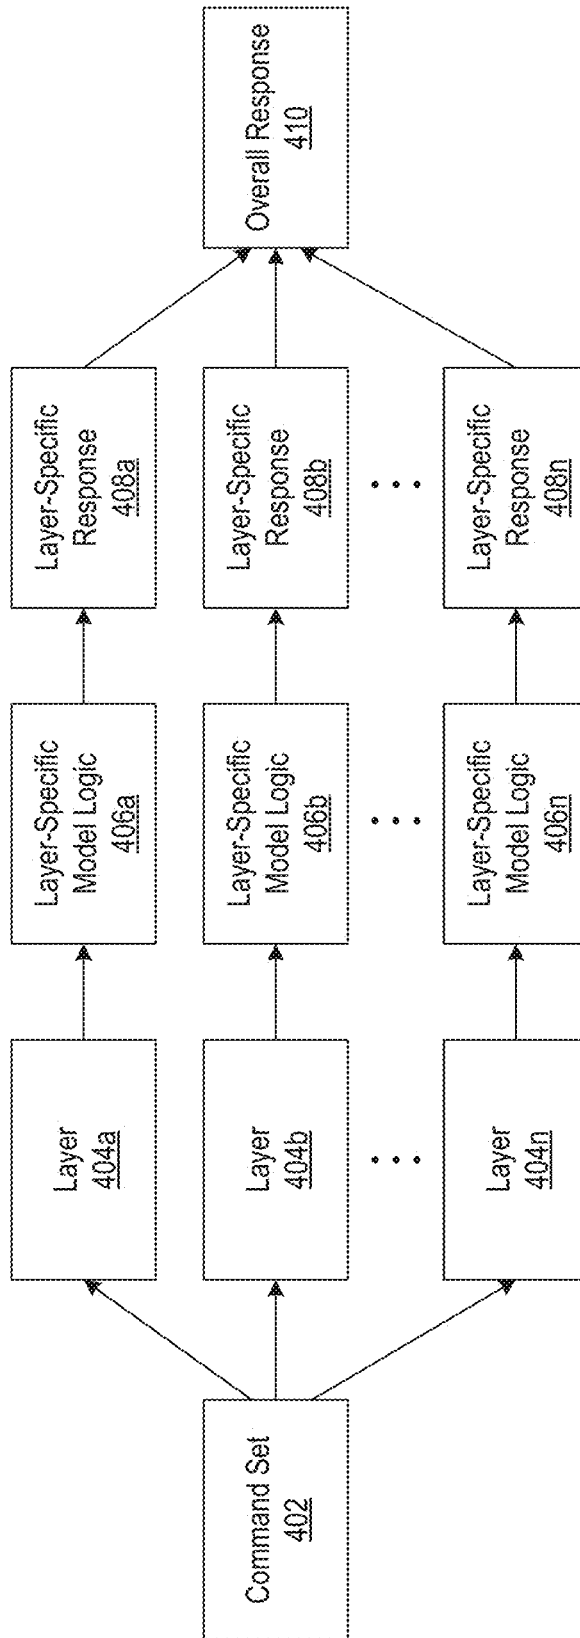 Command Set
402
Layer
404a
Layer-Specific
Model Logic
406a
Layer-Specific
Response
408a
Layer
404b
Layer-Specific
Model Logic
406b
Layer-Specific
Response
408b
Overall Response
410
• • •
• • •
• • •
Layer
404n
Layer-Specific
Model Logic
406n
Layer-Specific
Response
408n